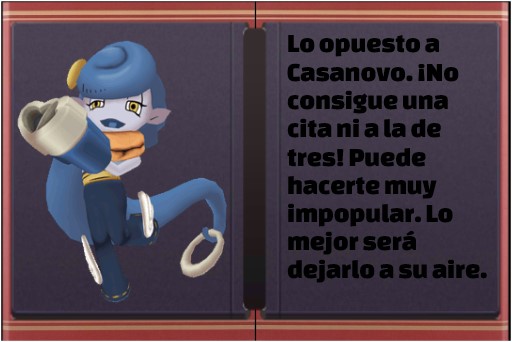 Lo opuesto a
Casanovo. ¡No
consigue una
cita ni a la de
tres! Puede
hacerte muy
impopular. Lo
mejor será
dejarlo a su aire.